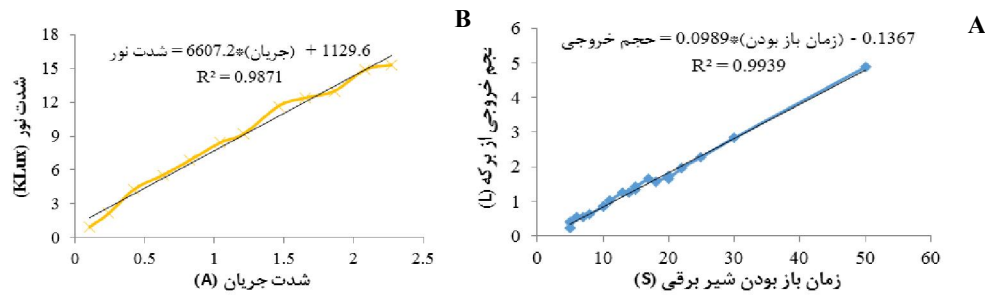 B
شدت نور = 6607.2*(جریان) + 1129.6
R² = 0.9871
شدت نور (KLux)
18
15
12
9
6
3
0
0 0.5 1 1.5 2 2.5
شدت جریان (A)
A
حجم خروجی = 0.0989*(زمان باز بودن) - 0.1367
R² = 0.9939
حجم خروجی از برکه (L)
6
5
4
3
2
1
0
0 10 20 30 40 50 60
زمان باز بودن شیر برقی (S)